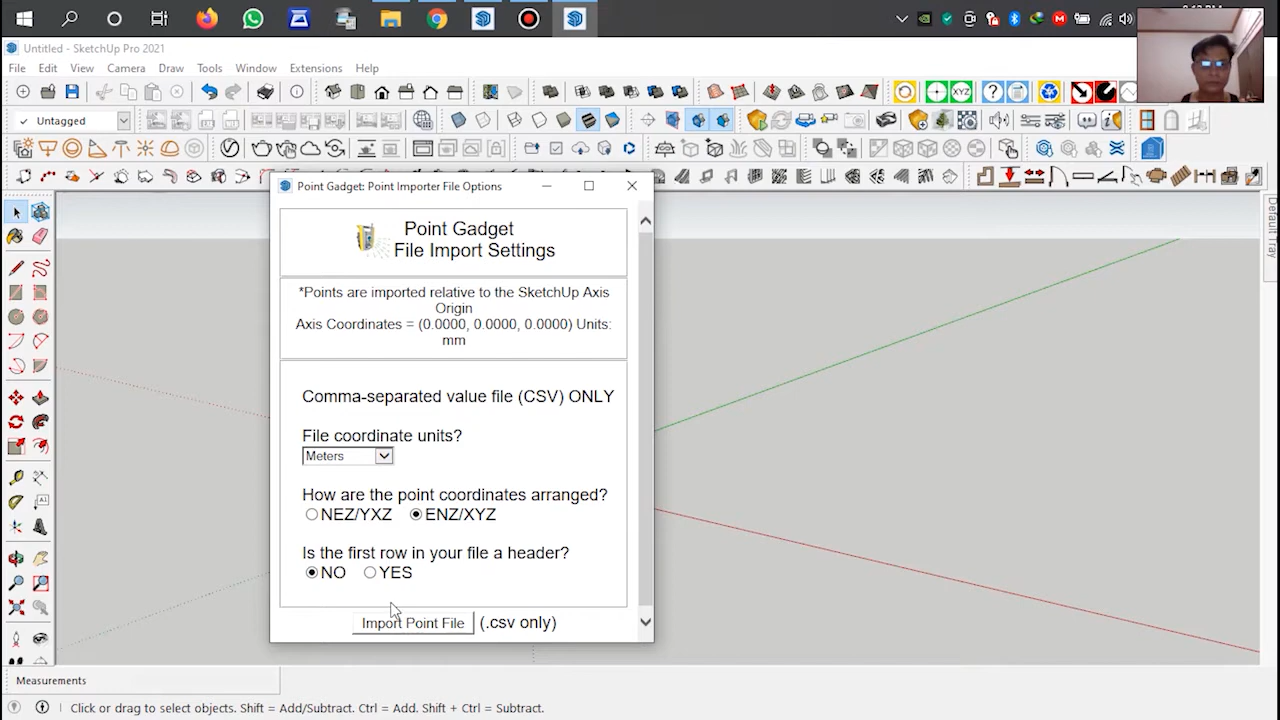 Untitled - SketchUp Pro 2021
File Edit View Camera Draw Tools Window Extensions Help
Untagged
XYZ
Default Tray
Point Gadget: Point Importer File Options
Point Gadget
File Import Settings
*Points are imported relative to the SketchUp Axis
Origin
Axis Coordinates = (0.0000, 0.0000, 0.0000) Units:
mm
Comma-separated value file (CSV) ONLY
File coordinate units?
Meters
How are the point coordinates arranged?
NEZ/YXZ ENZ/XYZ
Is the first row in your file a header?
NO YES
Import Point File (.csv only)
Measurements
Click or drag to select objects. Shift = Add/Subtract. Ctrl = Add. Shift + Ctrl = Subtract.